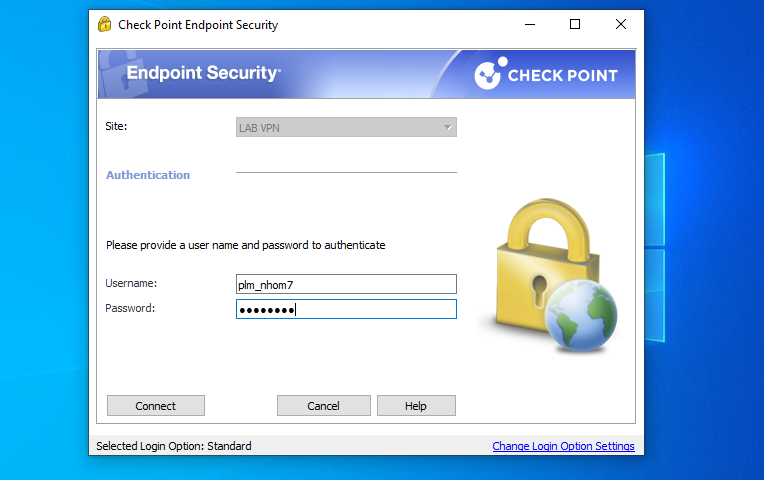 Check Point Endpoint Security
Endpoint Security
CHECK POINT
Site:
LAB VPN
Authentication
Please provide a user name and password to authenticate
Username:
plm_nhom7
Password:
●●●●●●●●
Connect
Cancel
Help
Selected Login Option: Standard
Change Login Option Settings